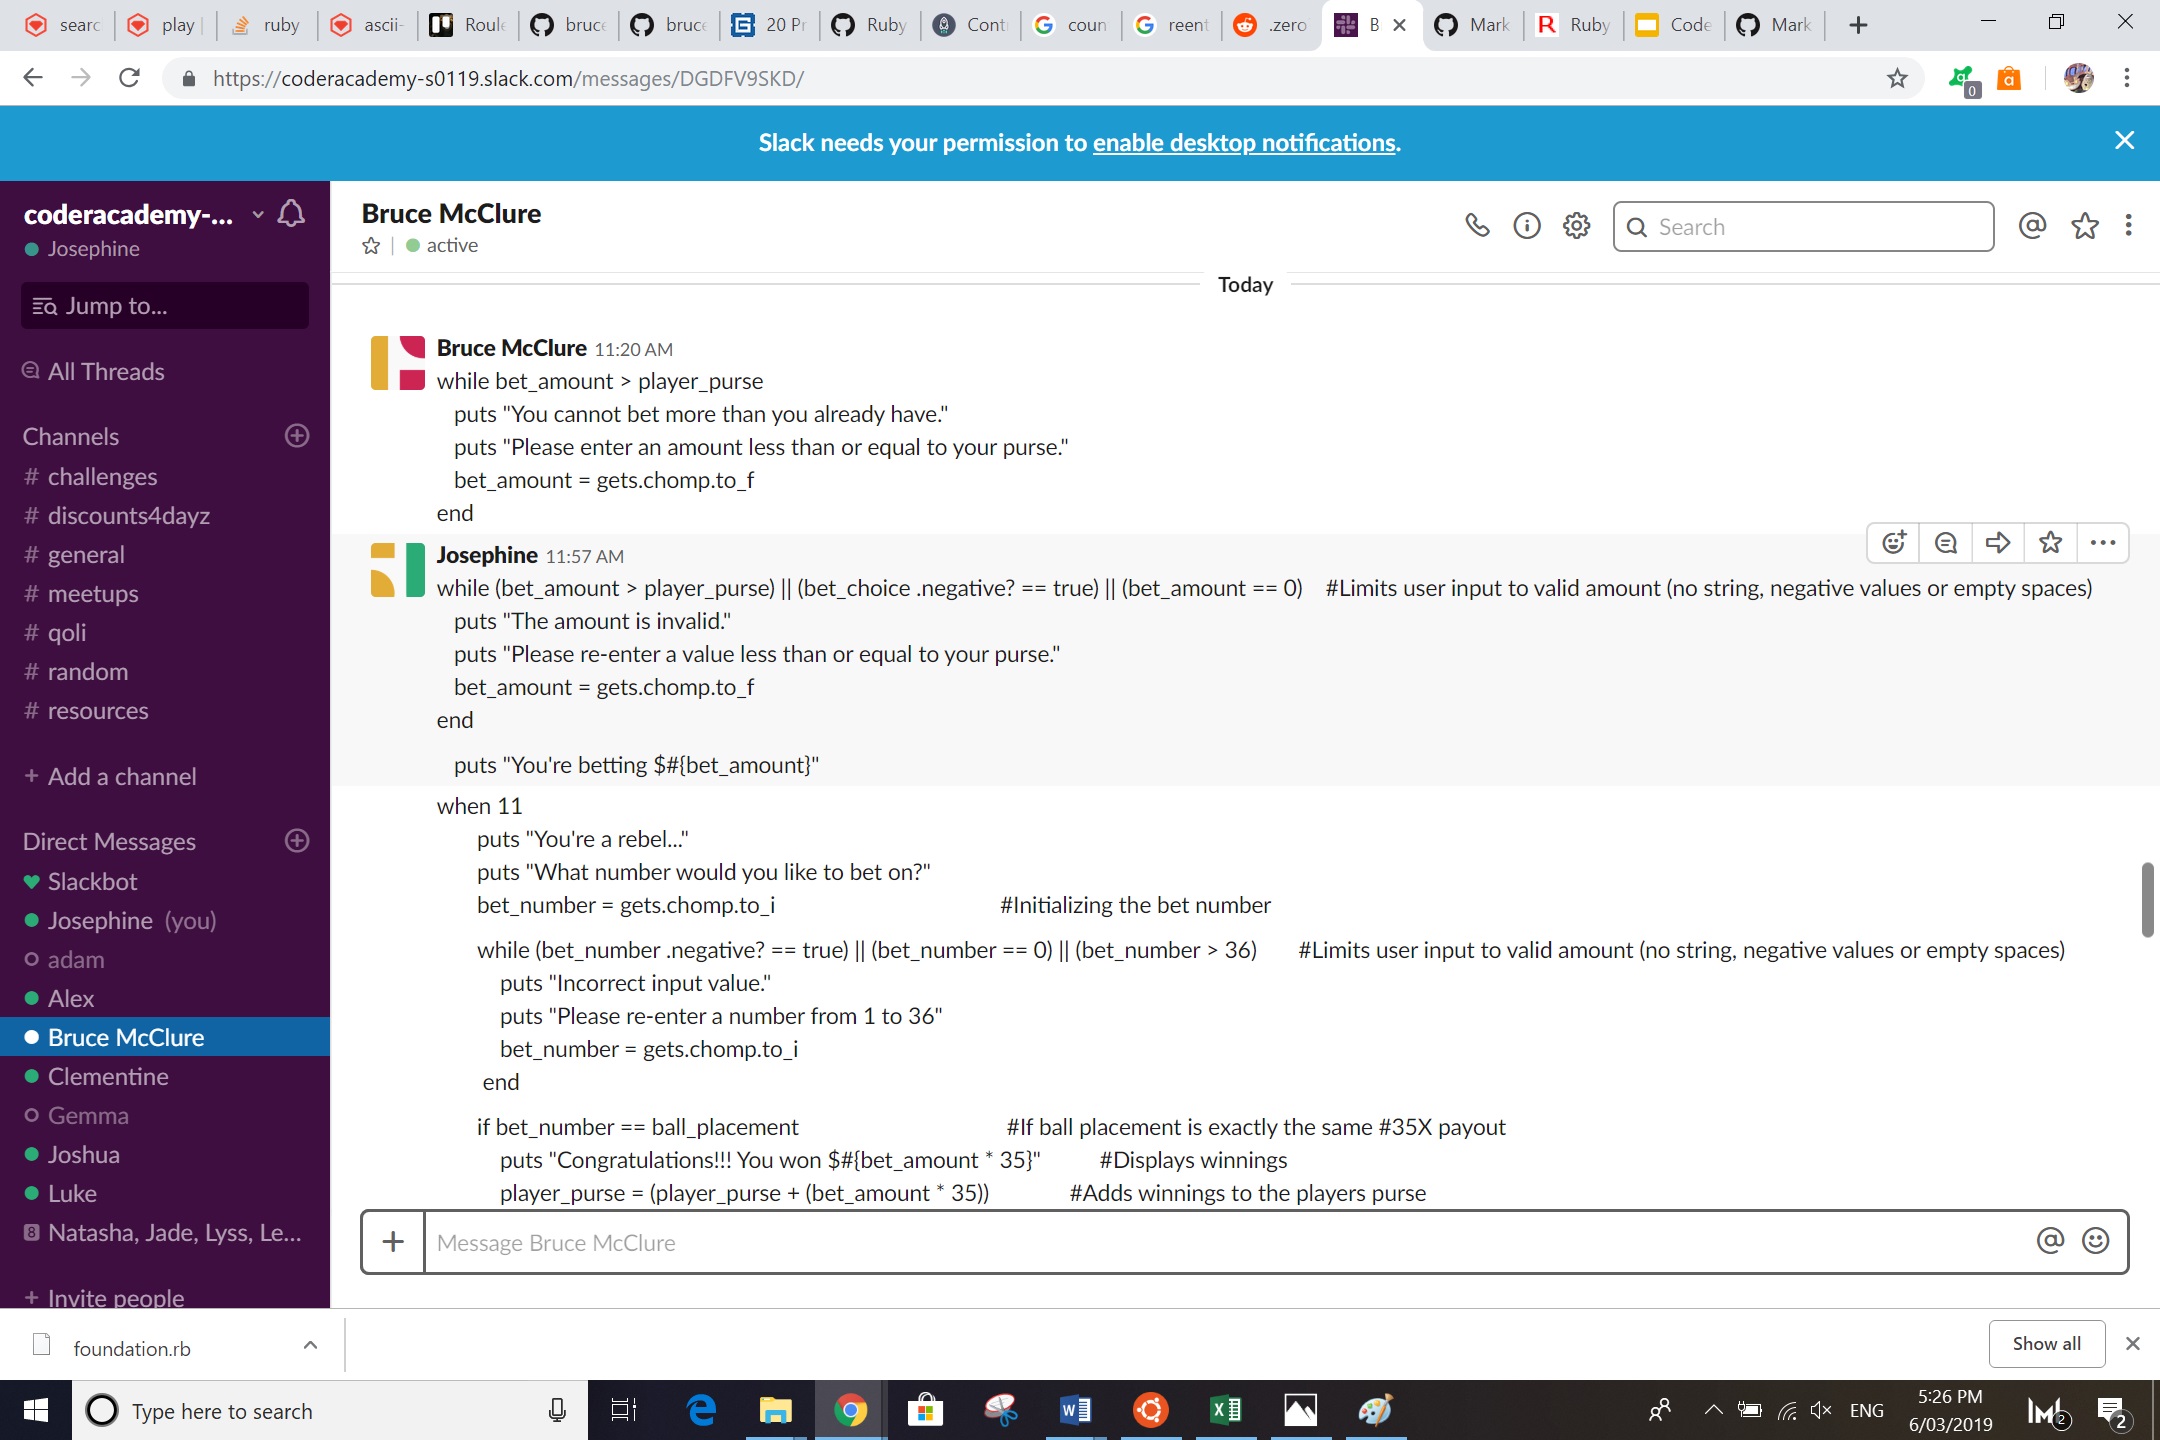 searc
play
ruby
ascii-
Roule
bruce
bruce
20 Pr
Ruby
Cont
coun
reent
.zero
B
Mark
Ruby
Code
Mark
https://coderacademy-s0119.slack.com/messages/DGDFV9SKD/
0
Slack needs your permission to enable desktop notifications.
coderacademy-...
Josephine
Jump to...
All Threads
Channels
# challenges
# discounts4dayz
# general
# meetups
# qoli
# random
# resources
+ Add a channel
Direct Messages
Slackbot
Josephine (you)
adam
Alex
Bruce McClure
Clementine
Gemma
Joshua
Luke
8 Natasha, Jade, Lyss, Le...
+ Invite people
Bruce McClure
active
Search
Today
Bruce McClure 11:20 AM
while bet_amount > player_purse
puts "You cannot bet more than you already have."
puts "Please enter an amount less than or equal to your purse."
bet_amount = gets.chomp.to_f
end
Josephine 11:57 AM
while (bet_amount > player_purse) || (bet_choice .negative? == true) || (bet_amount == 0) #Limits user input to valid amount (no string, negative values or empty spaces)
puts "The amount is invalid."
puts "Please re-enter a value less than or equal to your purse."
bet_amount = gets.chomp.to_f
end
puts "You're betting $#{bet_amount}"
when 11
puts "You're a rebel..."
puts "What number would you like to bet on?"
bet_number = gets.chomp.to_i #Initializing the bet number
while (bet_number .negative? == true) || (bet_number == 0) || (bet_number > 36) #Limits user input to valid amount (no string, negative values or empty spaces)
puts "Incorrect input value."
puts "Please re-enter a number from 1 to 36"
bet_number = gets.chomp.to_i
end
if bet_number == ball_placement #If ball placement is exactly the same #35X payout
puts "Congratulations!!! You won $#{bet_amount * 35}" #Displays winnings
player_purse = (player_purse + (bet_amount * 35)) #Adds winnings to the players purse
Message Bruce McClure
foundation.rb
Show all
Type here to search
ENG
5:26 PM
6/03/2019
2
2